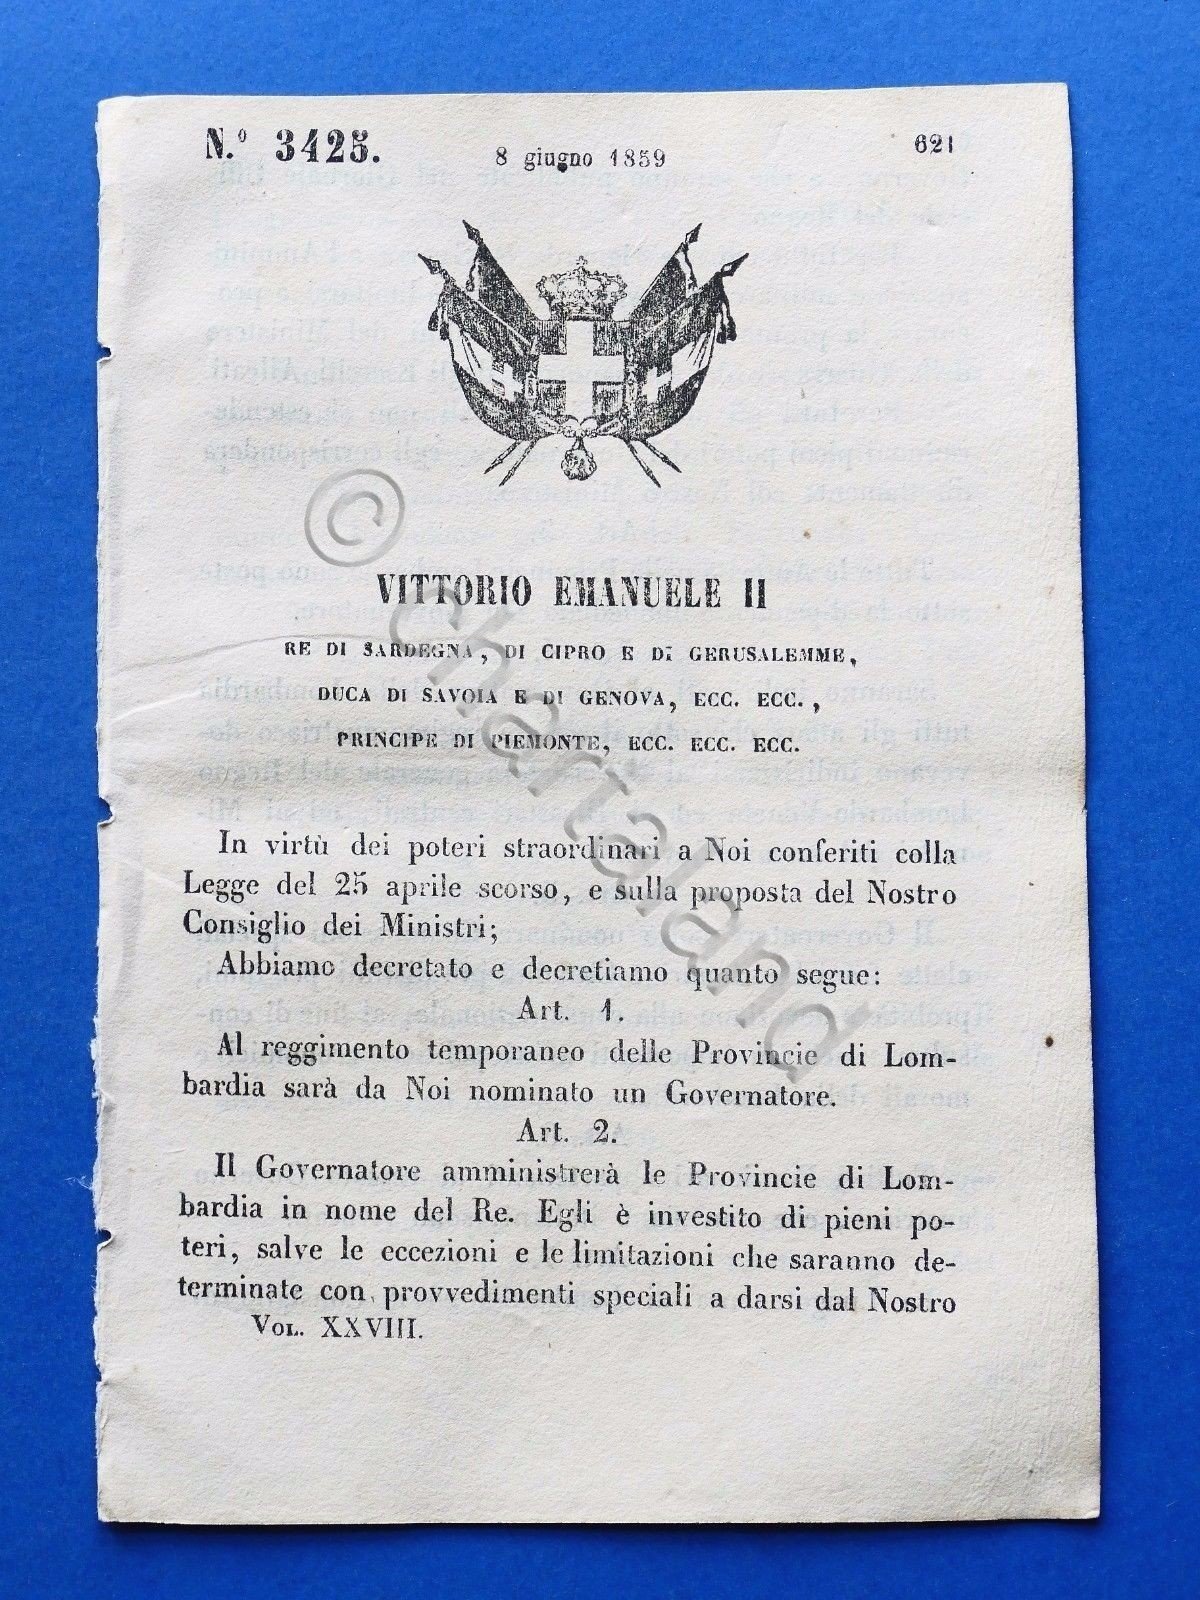 N.º 3425.
8 giugno 1859
621
VITTORIO EMANUELE II
RE DI SARDEGNA, DI CIPRO E DI GERUSALEMME,
DUCA DI SAVOIA E DI GENOVA, ECC. ECC.,
PRINCIPE DI PIEMONTE, ECC. ECC. ECC.
In virtù dei poteri straordinari a Noi conferiti colla
Legge del 25 aprile scorso, e sulla proposta del Nostro
Consiglio dei Ministri;
Abbiamo decretato e decretiamo quanto segue:
Art. 1.
Al reggimento temporaneo delle Provincie di Lom-
bardia sarà da Noi nominato un Governatore.
Art. 2.
Il Governatore amministrerà le Provincie di Lom-
bardia in nome del Re. Egli è investito di pieni po-
teri, salve le eccezioni e le limitazioni che saranno de-
terminate con provvedimenti speciali a darsi dal Nostro
VOL. XXVIII.
© chartaland